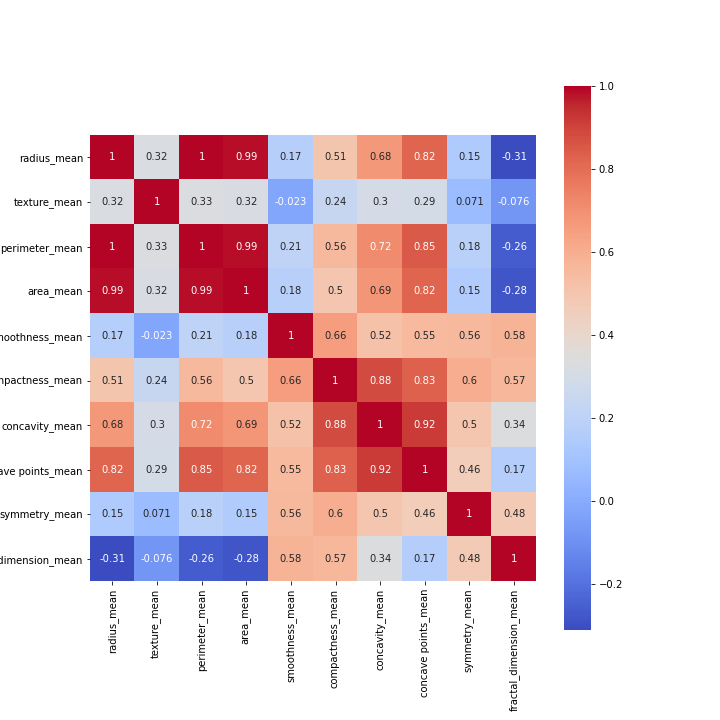 radius_mean 1 0.32 1 0.99 0.17 0.51 0.68 0.82 0.15 -0.31
texture_mean 0.32 1 0.33 0.32 -0.023 0.24 0.3 0.29 0.071 -0.076
perimeter_mean 1 0.33 1 0.99 0.21 0.56 0.72 0.85 0.18 -0.26
area_mean 0.99 0.32 0.99 1 0.18 0.5 0.69 0.82 0.15 -0.28
noothness_mean 0.17 -0.023 0.21 0.18 1 0.66 0.52 0.55 0.56 0.58
mpactness_mean 0.51 0.24 0.56 0.5 0.66 1 0.88 0.83 0.6 0.57
concavity_mean 0.68 0.3 0.72 0.69 0.52 0.88 1 0.92 0.5 0.34
ave points_mean 0.82 0.29 0.85 0.82 0.55 0.83 0.92 1 0.46 0.17
symmetry_mean 0.15 0.071 0.18 0.15 0.56 0.6 0.5 0.46 1 0.48
dimension_mean -0.31 -0.076 -0.26 -0.28 0.58 0.57 0.34 0.17 0.48 1
radius_mean
texture_mean
perimeter_mean
area_mean
smoothness_mean
compactness_mean
concavity_mean
concave points_mean
symmetry_mean
fractal_dimension_mean
1.0
0.8
0.6
0.4
0.2
0.0
−0.2